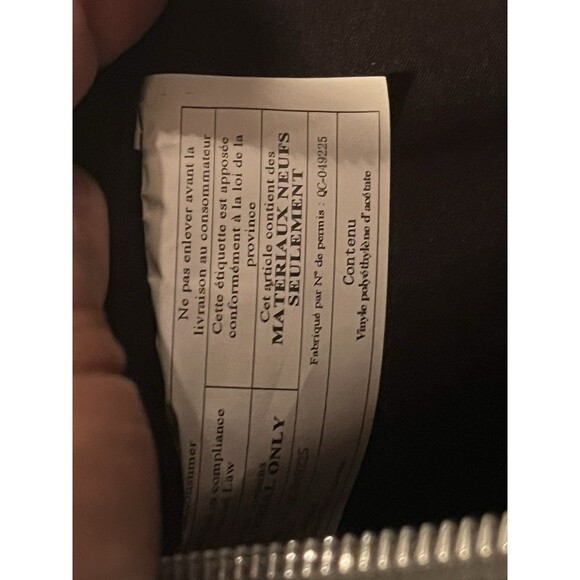 Ne pas enlever avant la
livraison au consommateur
Cette étiquette est apposée
conformément à la loi de la
province
Cet article contient des
MATERIAUX NEUFS
SEULEMENT
Fabriqué par N° de permis : QC-049225
Contenu
Vinyle polyéthylène d'acétate
compliance
Law
ONLY